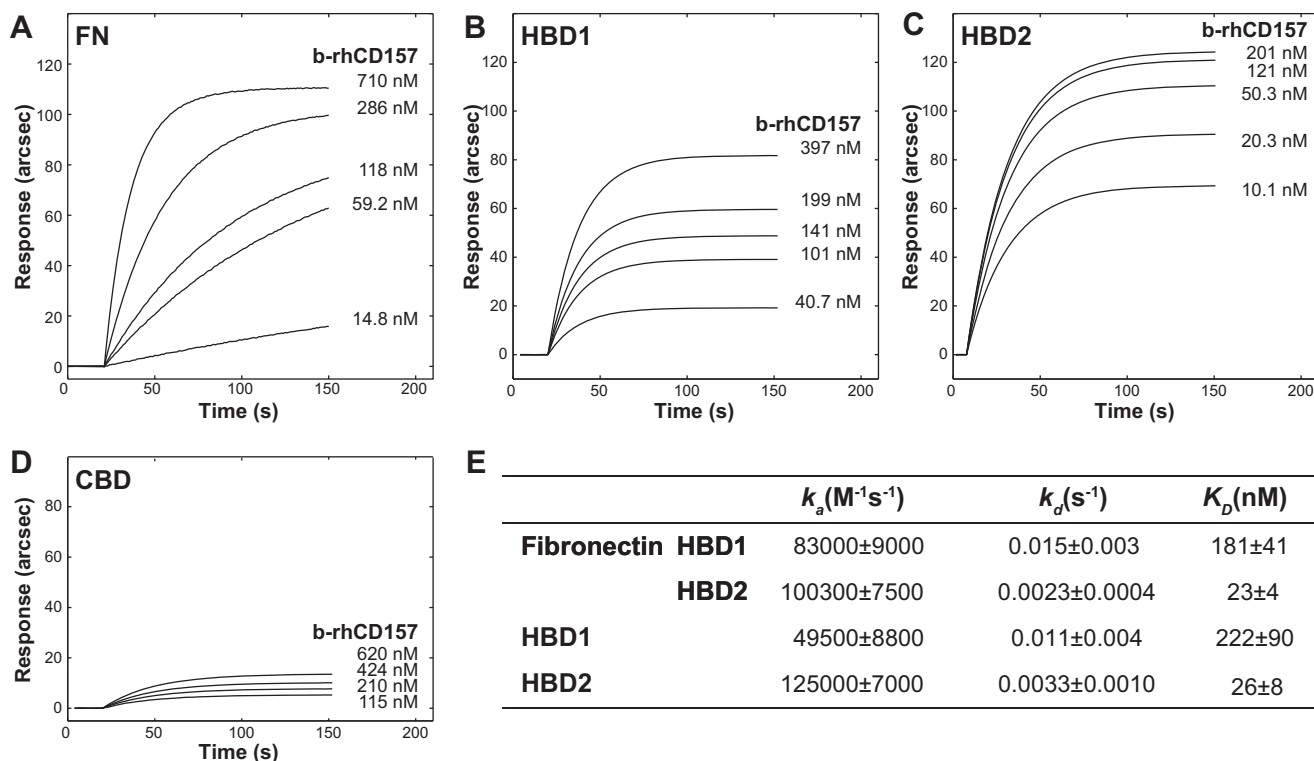 A
FN
b-rhCD157
710 nM
286 nM
118 nM
59.2 nM
14.8 nM
120
100
80
60
40
20
0
Response (arcsec)
0 50 100 150 200
Time (s)
B
HBD1
b-rhCD157
397 nM
199 nM
141 nM
101 nM
40.7 nM
120
100
80
60
40
20
0
Response (arcsec)
0 50 100 150 200
Time (s)
C
HBD2
b-rhCD157
201 nM
121 nM
50.3 nM
20.3 nM
10.1 nM
120
100
80
60
40
20
0
Response (arcsec)
0 50 100 150 200
Time (s)
D
CBD
b-rhCD157
620 nM
424 nM
210 nM
115 nM
80
60
40
20
0
Response (arcsec)
0 50 100 150 200
Time (s)
E
kₐ(M⁻¹s⁻¹) k_d(s⁻¹) K_D(nM)
Fibronectin HBD1 83000±9000 0.015±0.003 181±41
HBD2 100300±7500 0.0023±0.0004 23±4
HBD1 49500±8800 0.011±0.004 222±90
HBD2 125000±7000 0.0033±0.0010 26±8